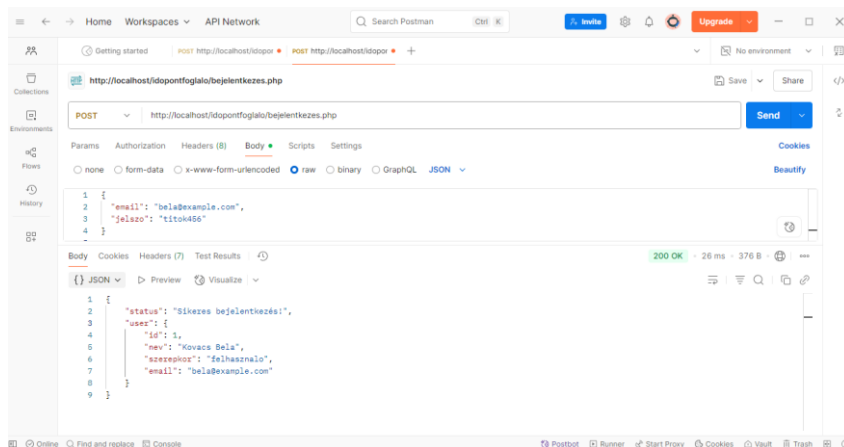 Home Workspaces API Network Search Postman Ctrl K Invite Upgrade
Getting started POST http://localhost/idopor POST http://localhost/idopor No environment
http://localhost/idopontfoglalo/bejelentkezes.php Save Share
Collections
POST http://localhost/idopontfoglalo/bejelentkezes.php Send
Environments
Params Authorization Headers (8) Body Scripts Settings Cookies
Flows
none form-data x-www-form-urlencoded raw binary GraphQL JSON Beautify
History
1 {
2 "email": "bela@example.com",
3 "jelszo": "titok456"
4 }
Body Cookies Headers (7) Test Results 200 OK 26 ms 376 B
{} JSON Preview Visualize
1 {
2 "status": "Sikeres bejelentkezés!",
3 "user": {
4 "id": 1,
5 "nev": "Kovacs Bela",
6 "szerepkor": "felhasznalo",
7 "email": "bela@example.com"
8 }
9 }
Online Find and replace Console Postbot Runner Start Proxy Cookies Vault Trash